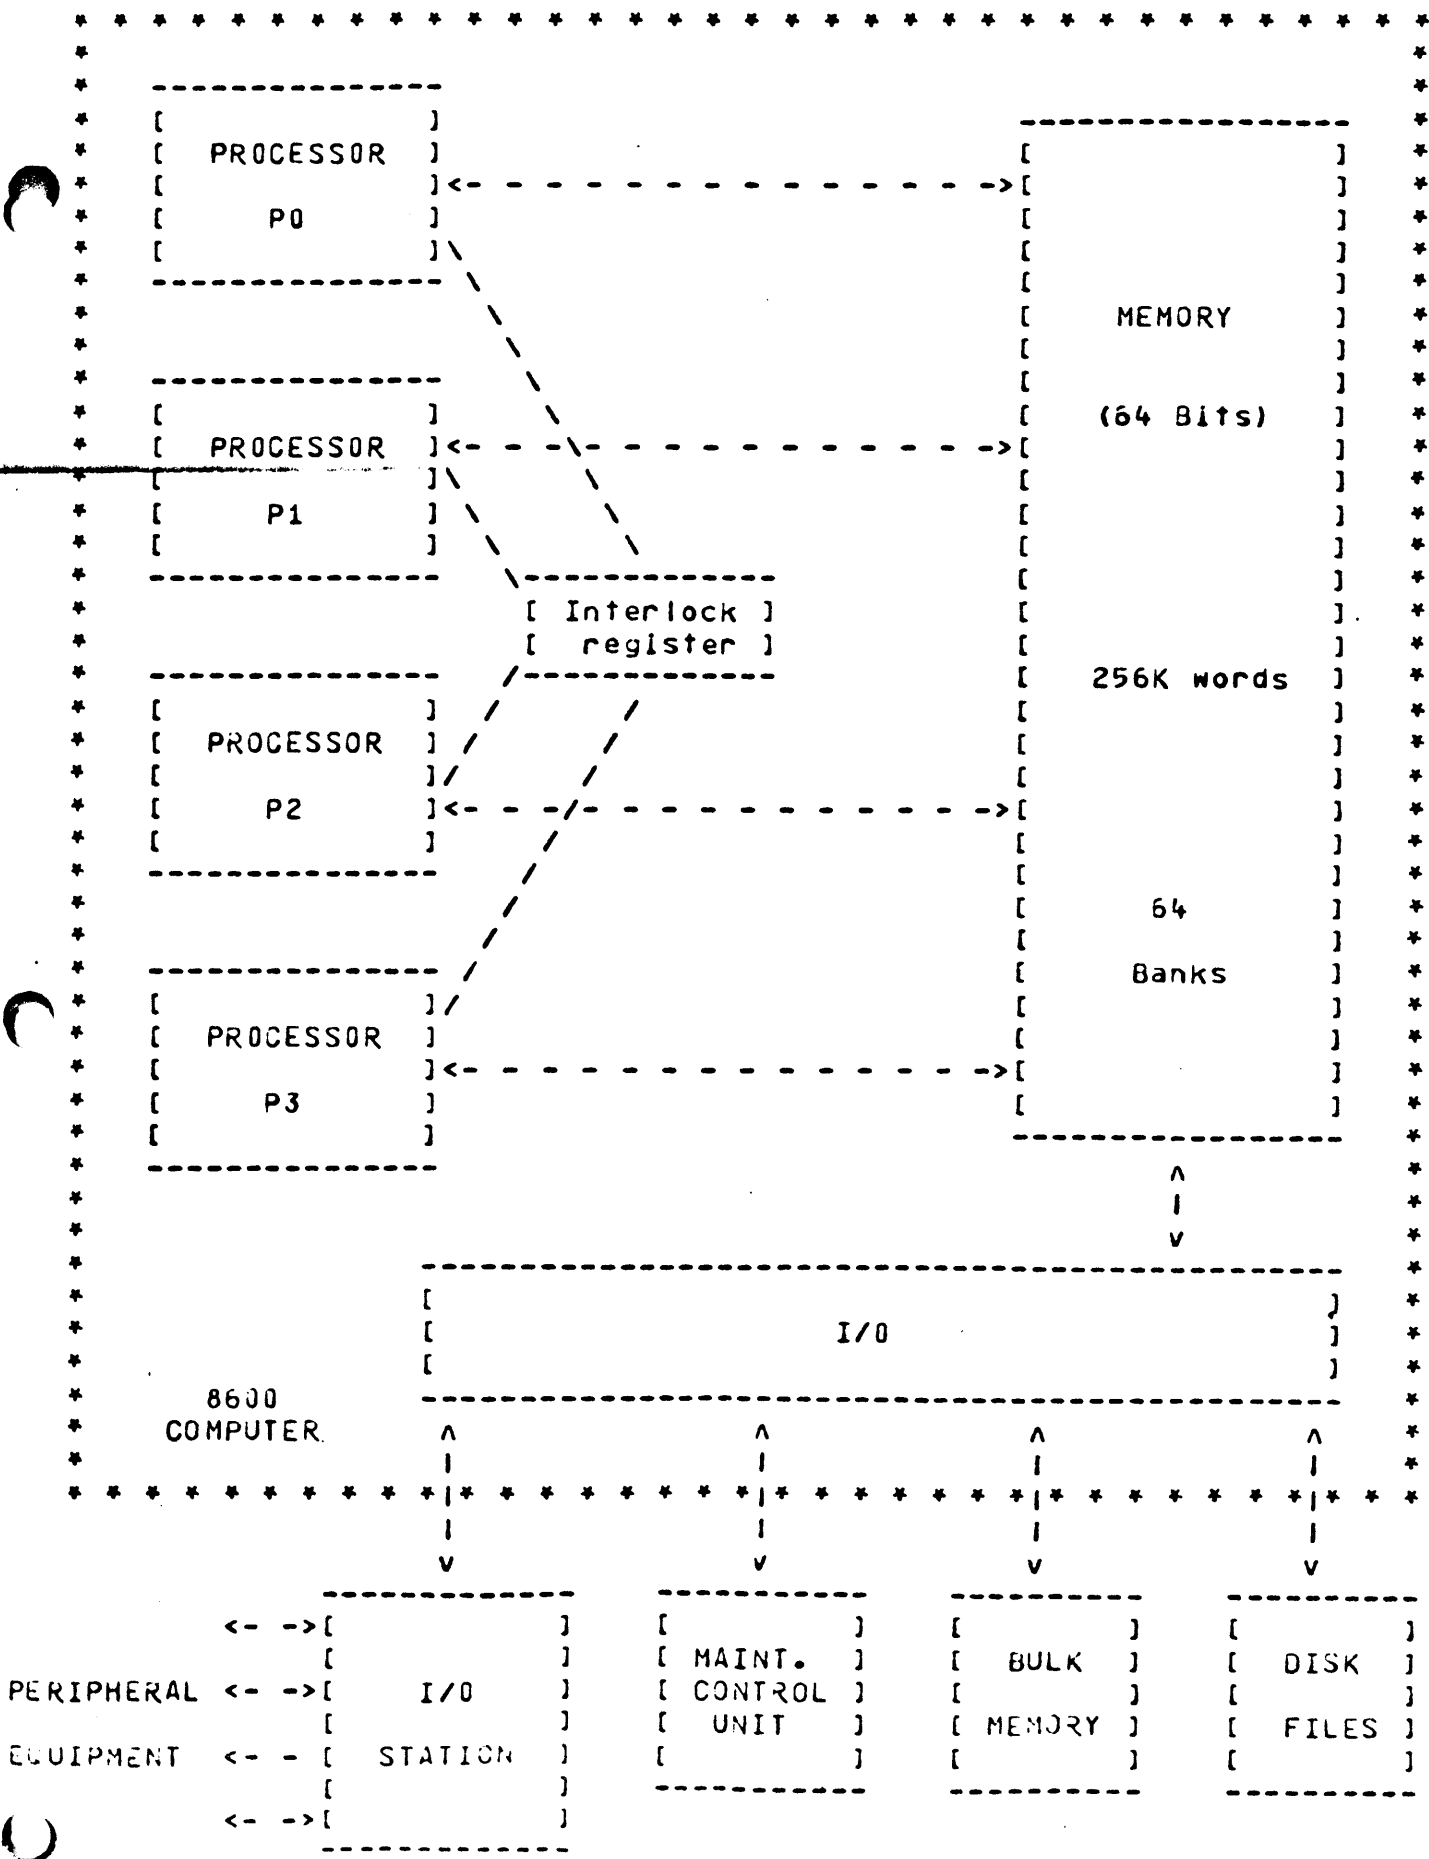 PROCESSOR
P0
MEMORY
(64 Bits)
PROCESSOR
P1
Interlock
register
256K words
PROCESSOR
P2
64
Banks
PROCESSOR
P3
I/O
8600
COMPUTER
PERIPHERAL
EQUIPMENT
I/O
STATION
MAINT.
CONTROL
UNIT
BULK
MEMORY
DISK
FILES